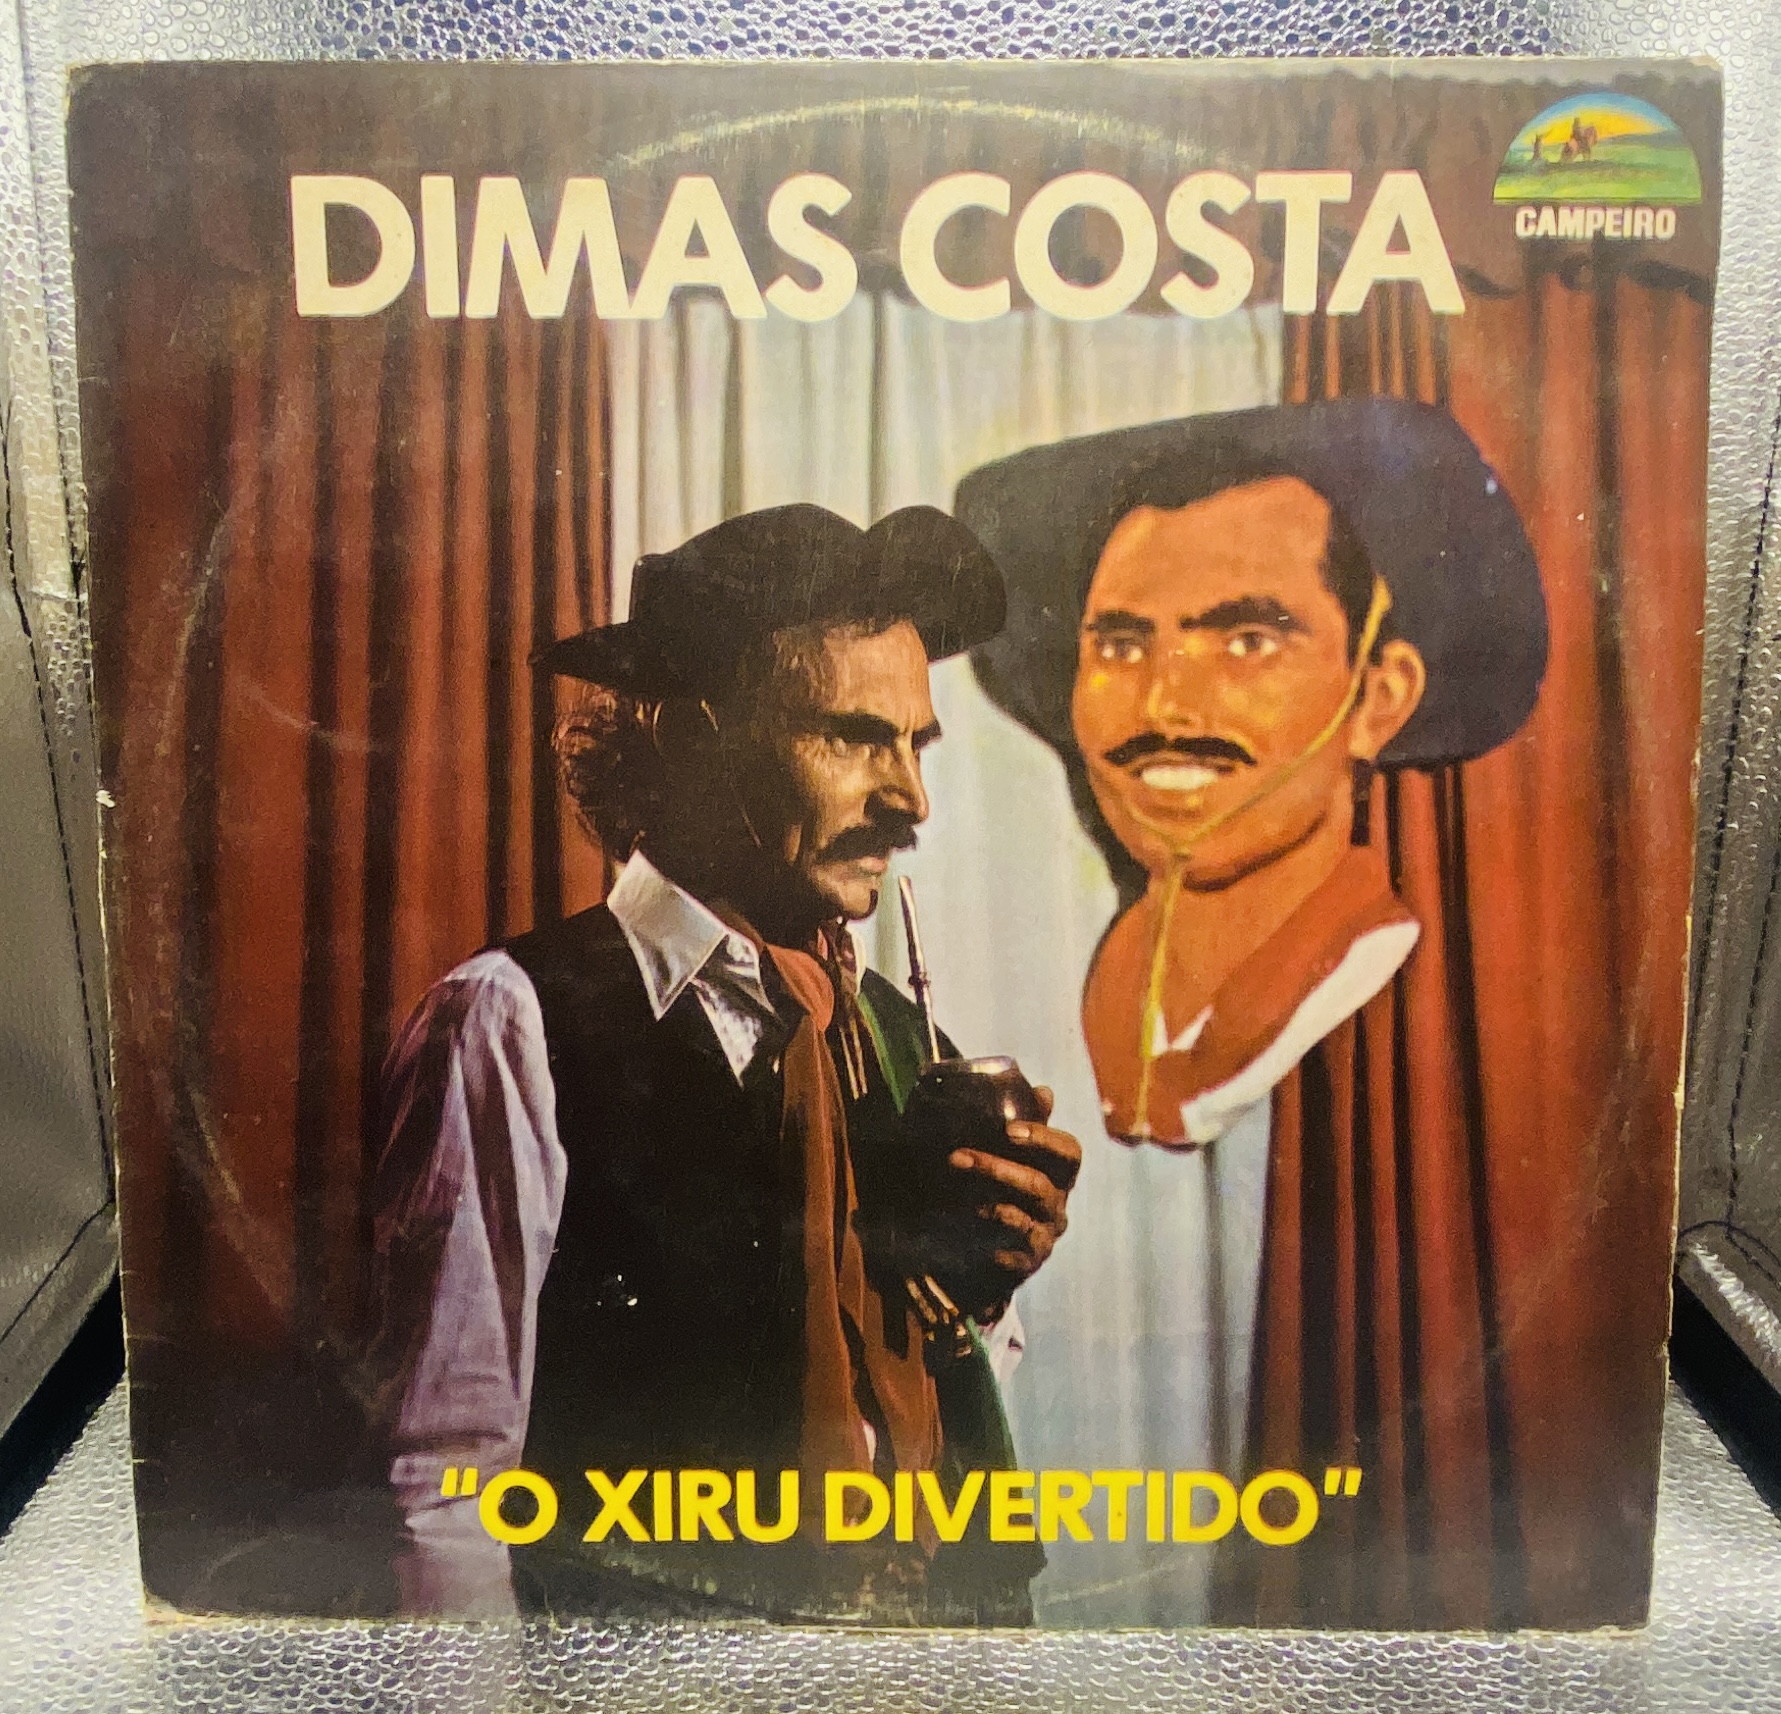 DIMAS COSTA
CAMPEIRO
"O XIRU DIVERTIDO"